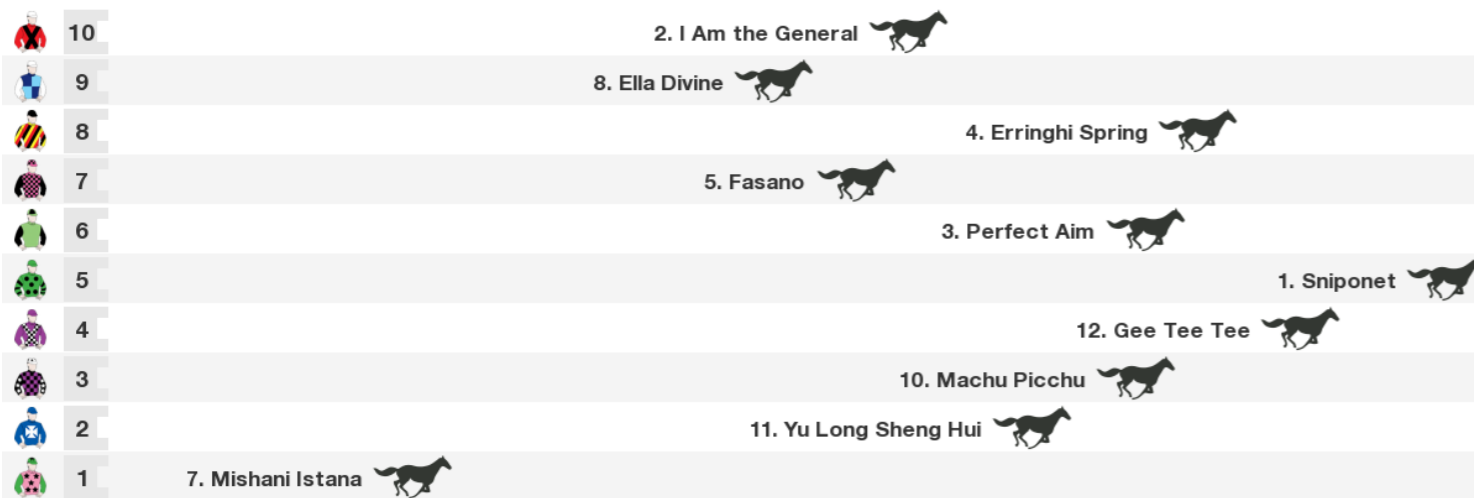 10 2. I Am the General
9 8. Ella Divine
8 4. Erringhi Spring
7 5. Fasano
6 3. Perfect Aim
5 1. Sniponet
4 12. Gee Tee Tee
3 10. Machu Picchu
2 11. Yu Long Sheng Hui
1 7. Mishani Istana